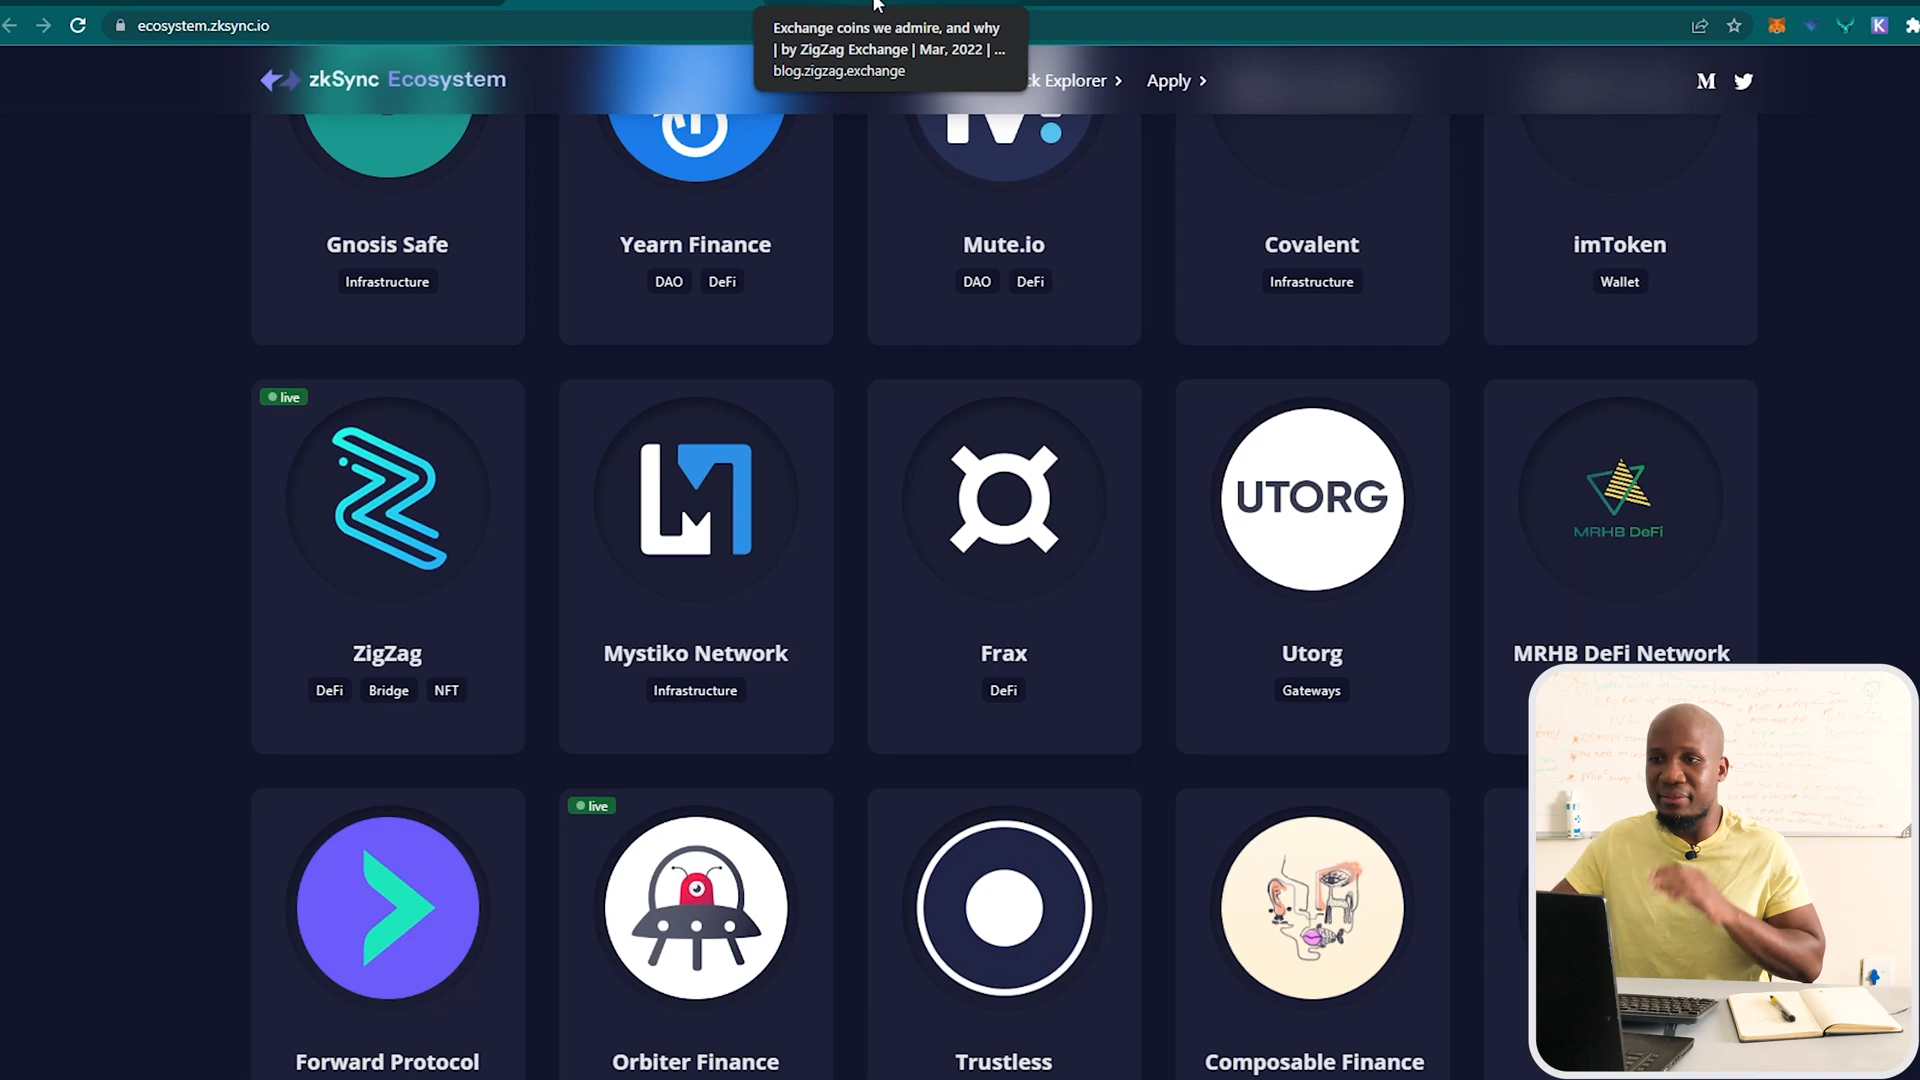 ecosystem.zksync.io
Exchange coins we admire, and why
| by ZigZag Exchange | Mar, 2022 | ...
blog.zigzag.exchange
zkSync Ecosystem
ck Explorer
Apply
Gnosis Safe
Yearn Finance
Mute.io
Covalent
imToken
Infrastructure
DAO DeFi
DAO DeFi
Infrastructure
Wallet
live
UTORG
MRHB DeFi
ZigZag
Mystiko Network
Frax
Utorg
MRHB DeFi Network
DeFi Bridge NFT
Infrastructure
DeFi
Gateways
live
Forward Protocol
Orbiter Finance
Trustless
Composable Finance